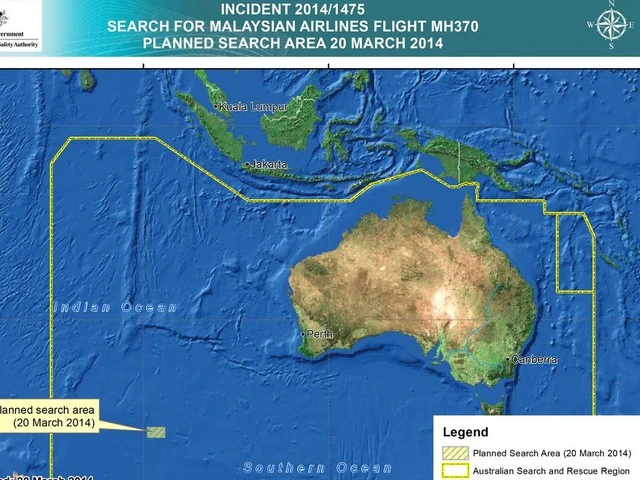 INCIDENT 2014/1475
SEARCH FOR MALAYSIAN AIRLINES FLIGHT MH370
PLANNED SEARCH AREA 20 MARCH 2014
vernment
Safety Authority
N
W E
S
Kuala Lumpur
Jakarta
Indian Ocean
Perth
Canberra
lanned search area
(20 March 2014)
Southern Ocean
Legend
Planned Search Area (20 March 2014)
Australian Search and Rescue Region
20 March 2014